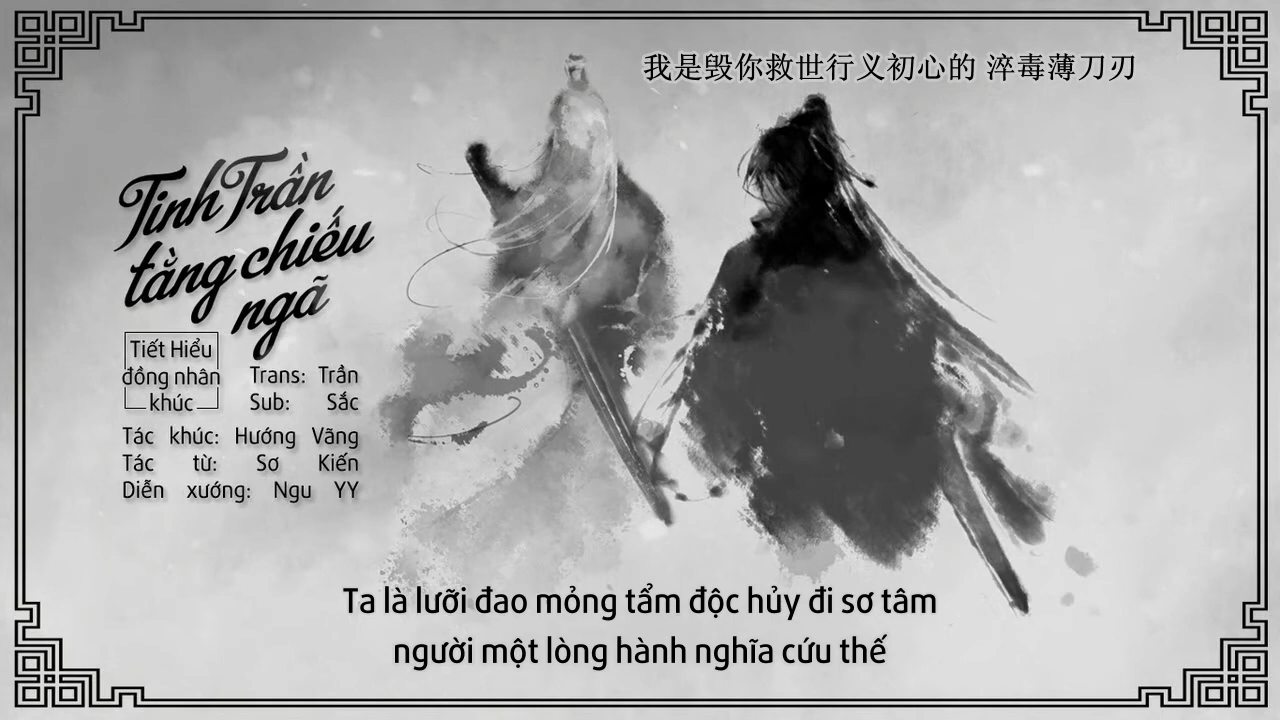 我是毁你救世行义初心的 淬毒薄刀刃
Tinh Trần
tằng chiếu
ngã
Tiết Hiểu
đồng nhân
khúc
Trans: Trần
Sub: Sắc
Tác khúc: Hướng Vãng
Tác từ: Sơ Kiến
Diễn xướng: Ngu YY
Ta là lưỡi đao mỏng tẩm độc hủy đi sơ tâm
người một lòng hành nghĩa cứu thế